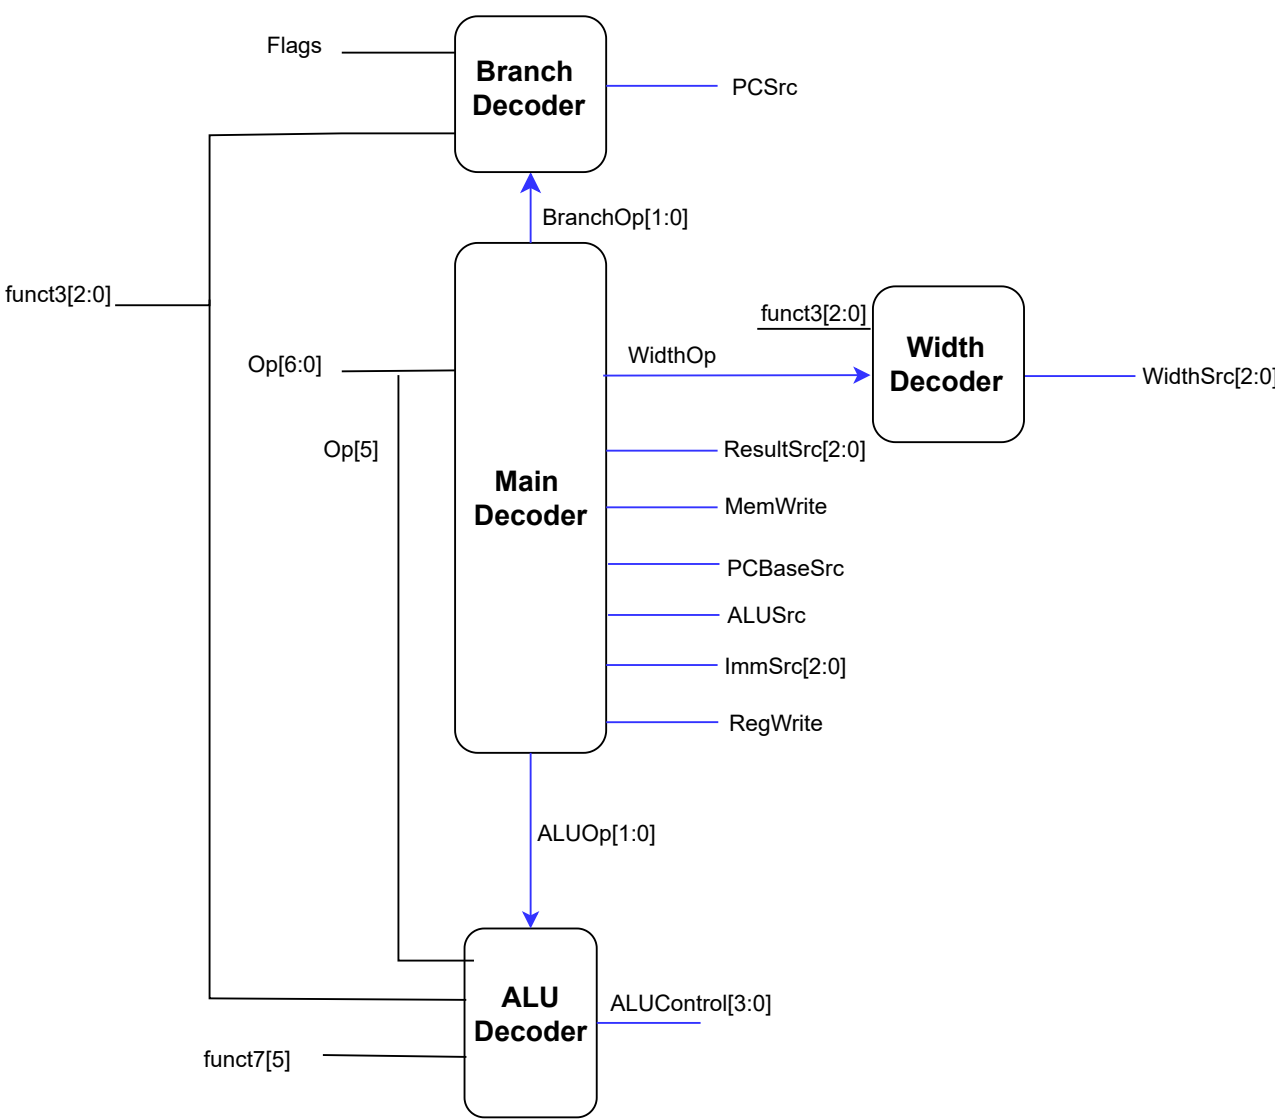 Flags
Branch
Decoder
PCSrc
BranchOp[1:0]
funct3[2:0]
funct3[2:0]
Op[6:0]
WidthOp
Width
Decoder
WidthSrc[2:0]
Op[5]
ResultSrc[2:0]
Main
Decoder
MemWrite
PCBaseSrc
ALUSrc
ImmSrc[2:0]
RegWrite
ALUOp[1:0]
ALU
Decoder
ALUControl[3:0]
funct7[5]